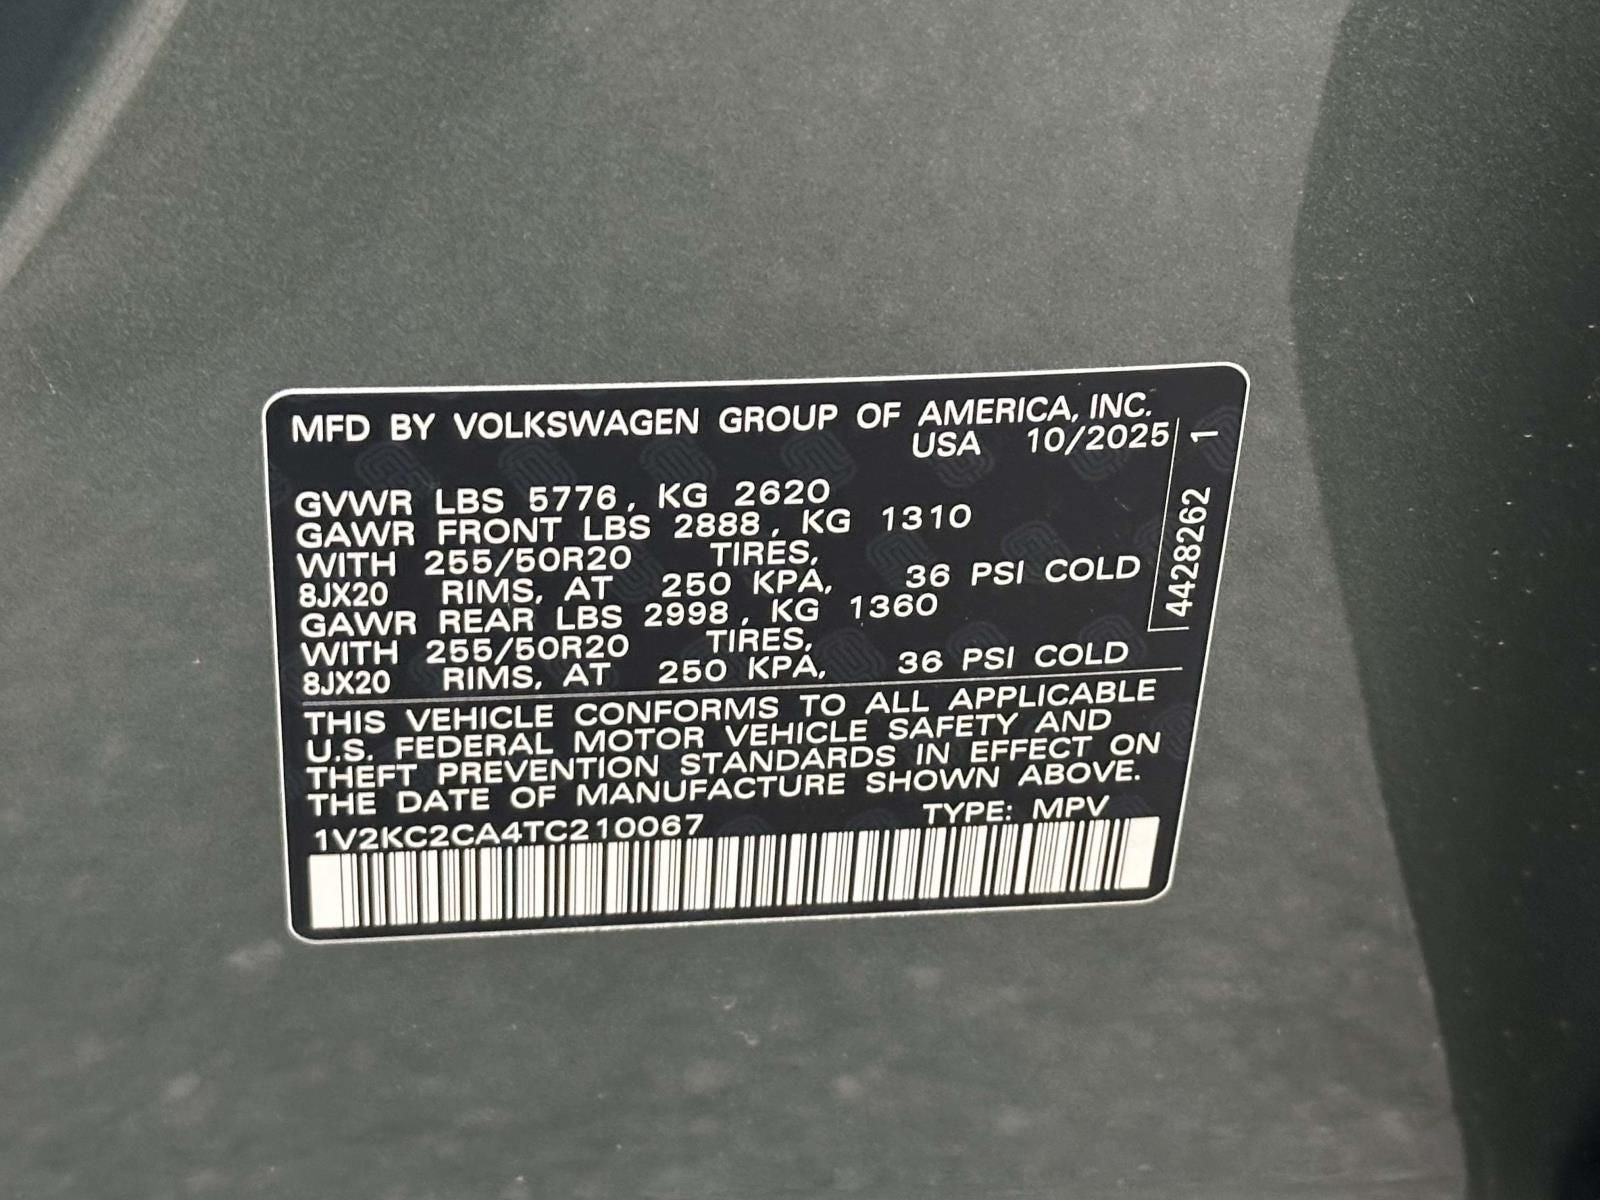 MFD BY VOLKSWAGEN GROUP OF AMERICA, INC.
USA 10/2025
GVWR LBS 5776, KG 2620
GAWR FRONT LBS 2888, KG 1310
WITH 255/50R20 TIRES,
8JX20 RIMS, AT 250 KPA, 36 PSI COLD
GAWR REAR LBS 2998, KG 1360
WITH 255/50R20 TIRES,
8JX20 RIMS, AT 250 KPA, 36 PSI COLD
THIS VEHICLE CONFORMS TO ALL APPLICABLE
U.S. FEDERAL MOTOR VEHICLE SAFETY AND
THEFT PREVENTION STANDARDS IN EFFECT ON
THE DATE OF MANUFACTURE SHOWN ABOVE.
1V2KC2CA4TC210067 TYPE: MPV
4428262 1